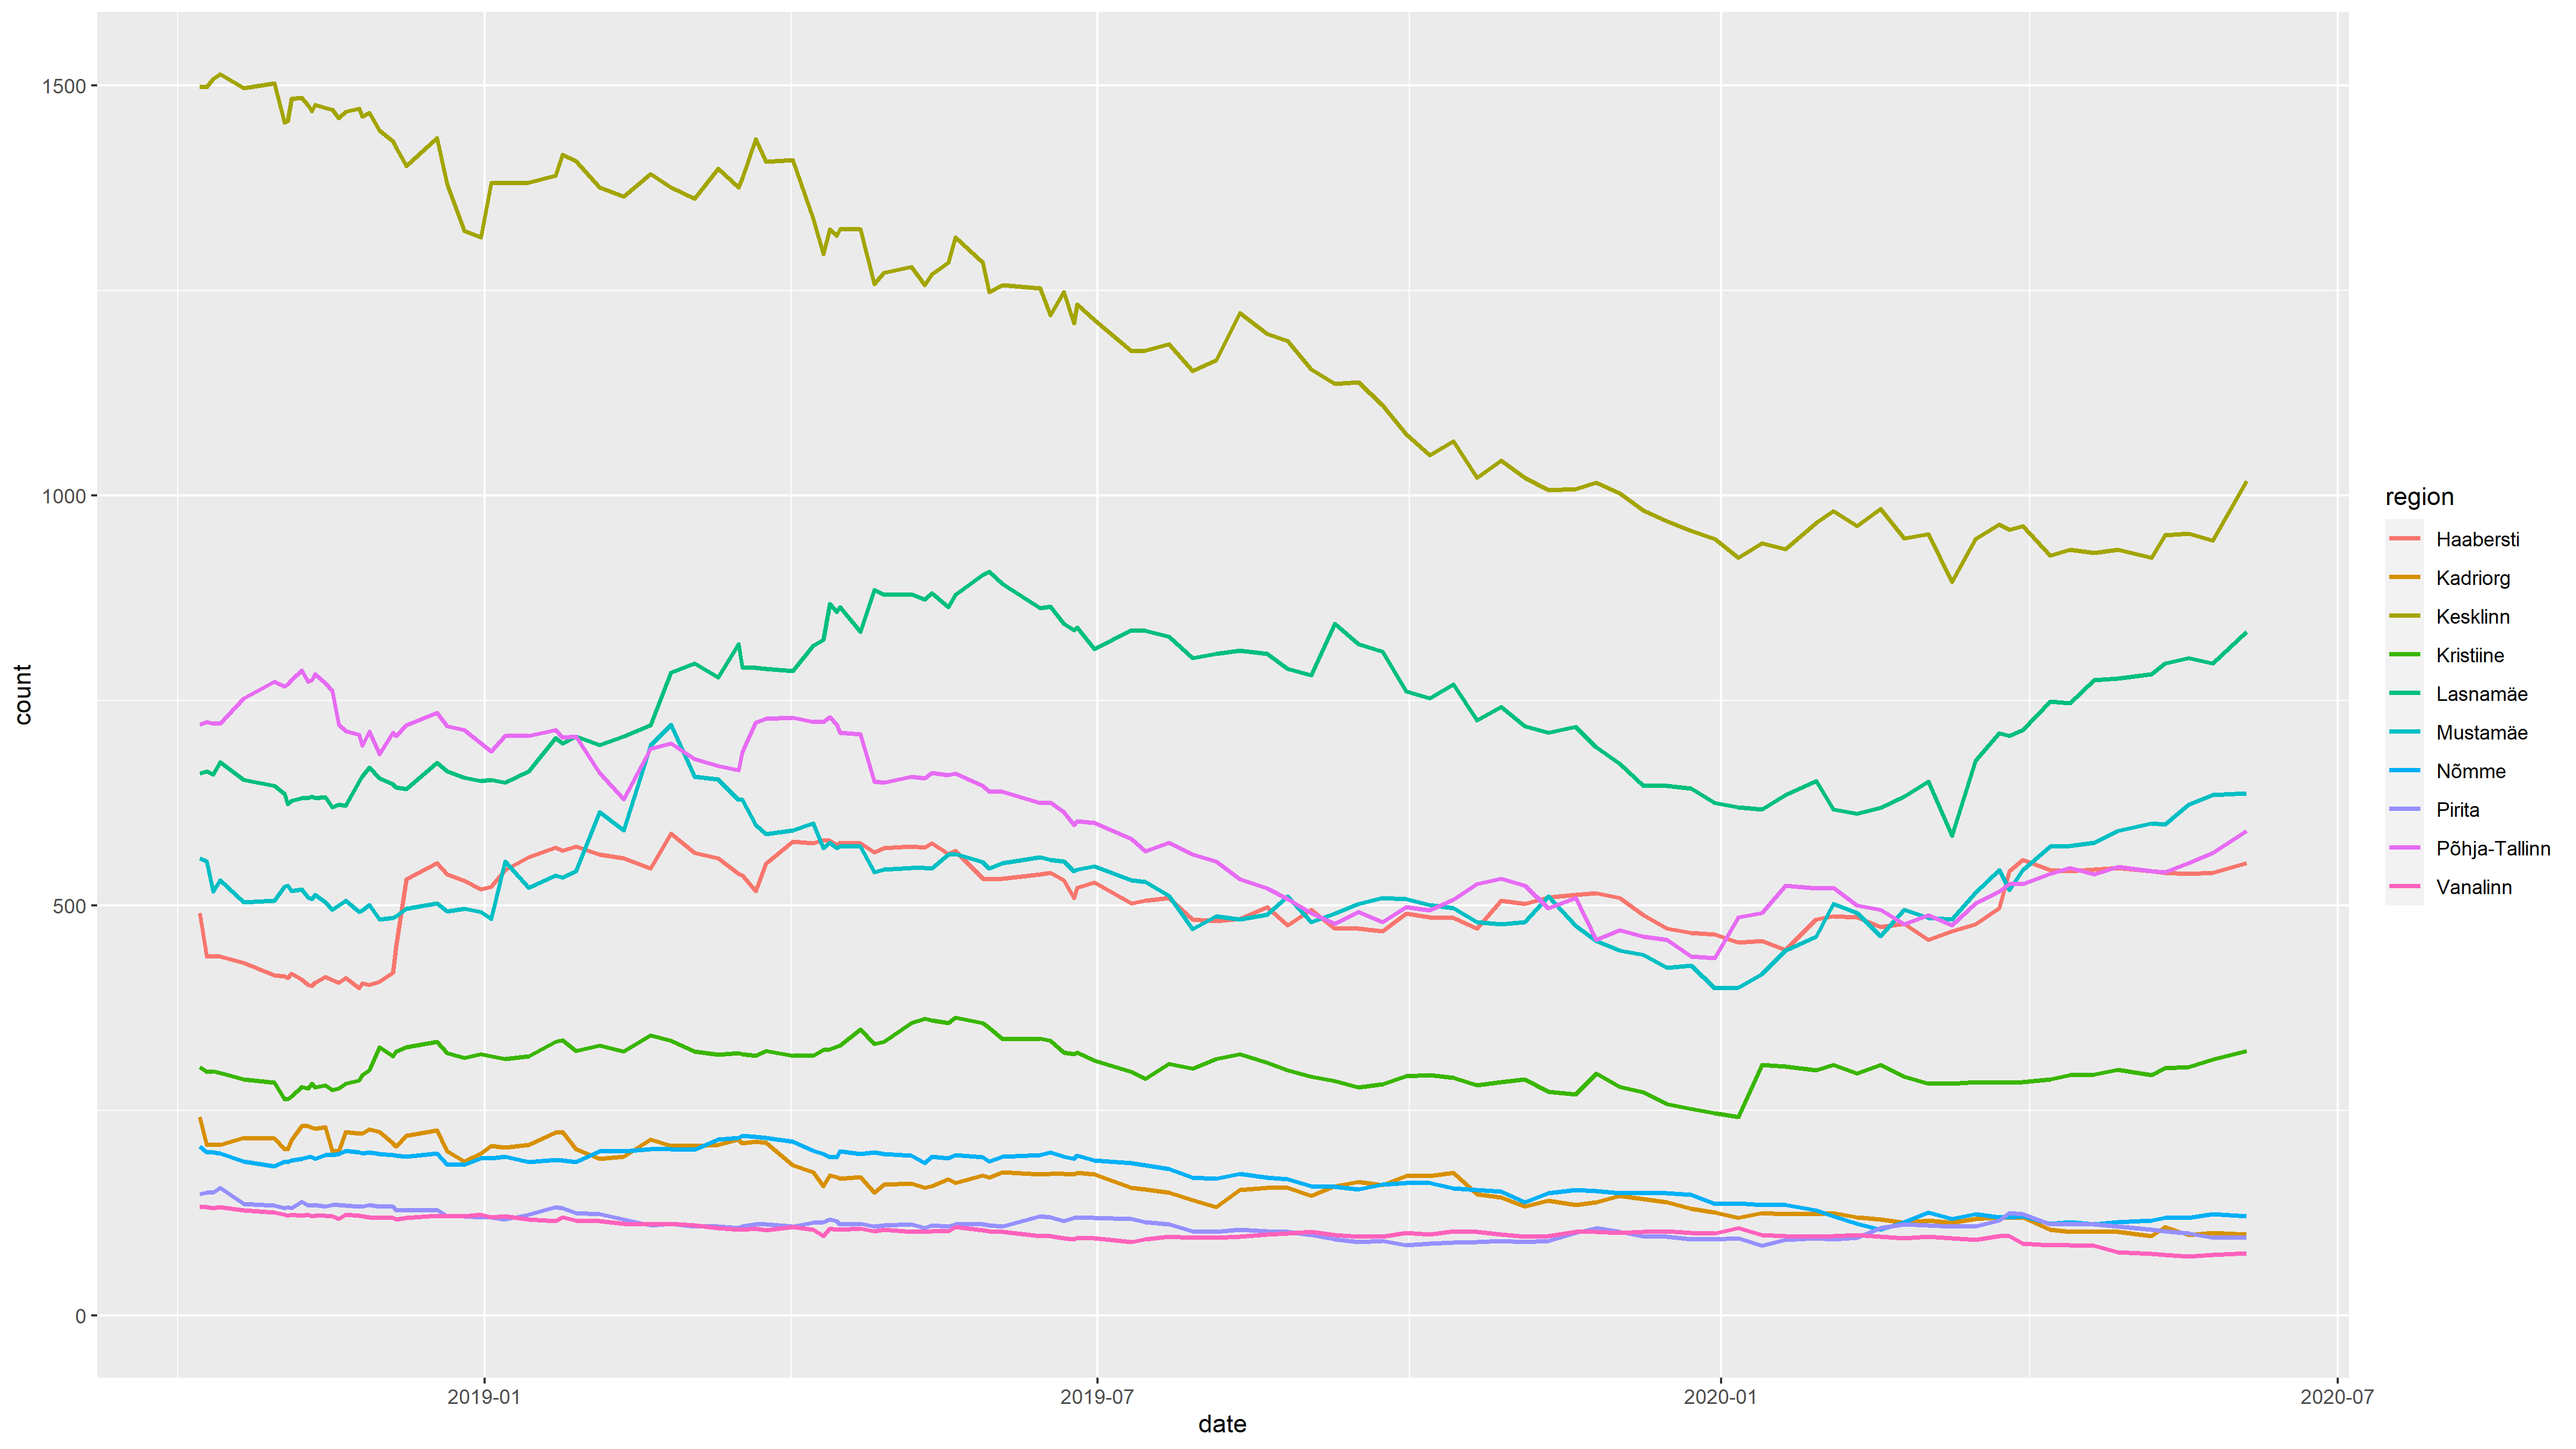 1500
1000
500
0
count
2019-01
2019-07
2020-01
2020-07
date
region
Haabersti
Kadriorg
Kesklinn
Kristiine
Lasnamäe
Mustamäe
Nõmme
Pirita
Põhja-Tallinn
Vanalinn